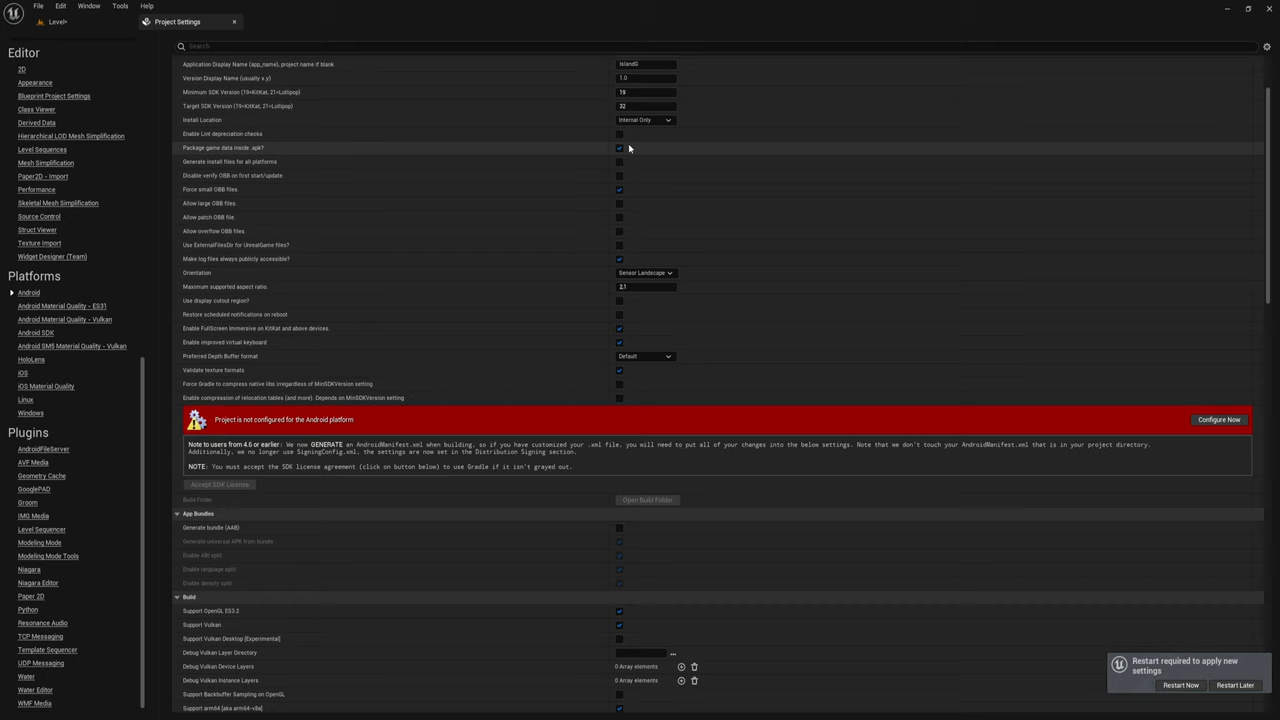 File Edit Window Tools Help
Level*
Project Settings
Editor
2D
Appearance
Blueprint Project Settings
Class Viewer
Derived Data
Hierarchical LOD Mesh Simplification
Level Sequences
Mesh Simplification
Paper2D - Import
Performance
Skeletal Mesh Simplification
Source Control
Struct Viewer
Texture Import
Widget Designer (Team)
Platforms
Android
Android Material Quality - ES31
Android Material Quality - Vulkan
Android SDK
Android SM5 Material Quality - Vulkan
HoloLens
iOS
iOS Material Quality
Linux
Windows
Plugins
AndroidFileServer
AVF Media
Geometry Cache
GooglePAD
Groom
IMG Media
Level Sequencer
Modeling Mode
Modeling Mode Tools
Niagara
Niagara Editor
Paper 2D
Python
Resonance Audio
TCP Messaging
Template Sequencer
UDP Messaging
Water
Water Editor
WMF Media
Search
Application Display Name (app_name), project name if blank IslandG
Version Display Name (usually x.y) 1.0
Minimum SDK Version (19=KitKat, 21=Lollipop) 19
Target SDK Version (19=KitKat, 21=Lollipop) 32
Install Location Internal Only
Enable Lint depreciation checks
Package game data inside .apk?
Generate install files for all platforms
Disable verify OBB on first start/update.
Force small OBB files.
Allow large OBB files.
Allow patch OBB file.
Allow overflow OBB files.
Use ExternalFilesDir for UnrealGame files?
Make log files always publicly accessible?
Orientation Sensor Landscape
Maximum supported aspect ratio. 2.1
Use display cutout region?
Restore scheduled notifications on reboot
Enable FullScreen Immersive on KitKat and above devices.
Enable improved virtual keyboard
Preferred Depth Buffer format Default
Validate texture formats
Force Gradle to compress native libs irregardless of MinSDKVersion setting
Enable compression of relocation tables (and more). Depends on MinSDKVersion setting
Project is not configured for the Android platform Configure Now
Note to users from 4.6 or earlier: We now GENERATE an AndroidManifest.xml when building, so if you have customized your .xml file, you will need to put all of your changes into the below settings. Note that we don't touch your AndroidManifest.xml that is in your project directory.
Additionally, we no longer use SigningConfig.xml, the settings are now set in the Distribution Signing section.
NOTE: You must accept the SDK license agreement (click on button below) to use Gradle if it isn't grayed out.
Accept SDK License
Build Folder Open Build Folder
App Bundles
Generate bundle (AAB)
Generate universal APK from bundle
Enable ABI split
Enable language split
Enable density split
Build
Support OpenGL ES3.2
Support Vulkan
Support Vulkan Desktop [Experimental]
Debug Vulkan Layer Directory ...
Debug Vulkan Device Layers 0 Array elements
Debug Vulkan Instance Layers 0 Array elements
Support Backbuffer Sampling on OpenGL
Support arm64 [aka arm64-v8a]
Restart required to apply new
settings
Restart Now Restart Later